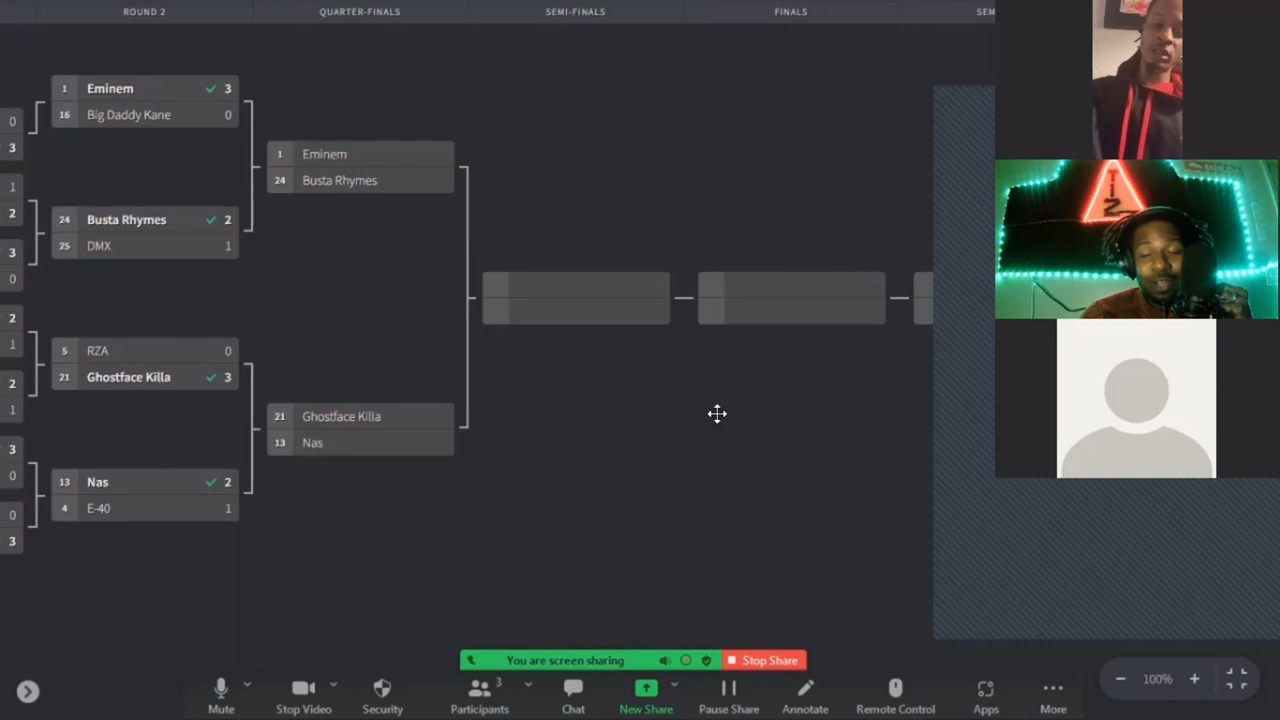 ROUND 2
QUARTER-FINALS
SEMI-FINALS
FINALS
SEM
0
3
1
2
3
0
2
1
2
1
3
0
0
3
1 Eminem 3
16 Big Daddy Kane 0
24 Busta Rhymes 2
25 DMX 1
5 RZA 0
21 Ghostface Killa 3
13 Nas 2
4 E-40 1
1 Eminem
24 Busta Rhymes
21 Ghostface Killa
13 Nas
You are screen sharing
Stop Share
Mute
Stop Video
Security
3
Participants
Chat
New Share
Pause Share
Annotate
Remote Control
Apps
More
100%